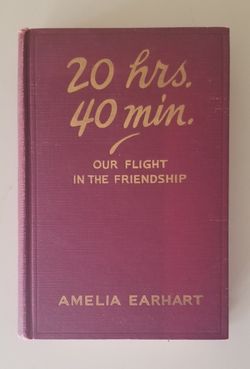 20 hrs.
40 min.
OUR FLIGHT
IN THE FRIENDSHIP
AMELIA EARHART